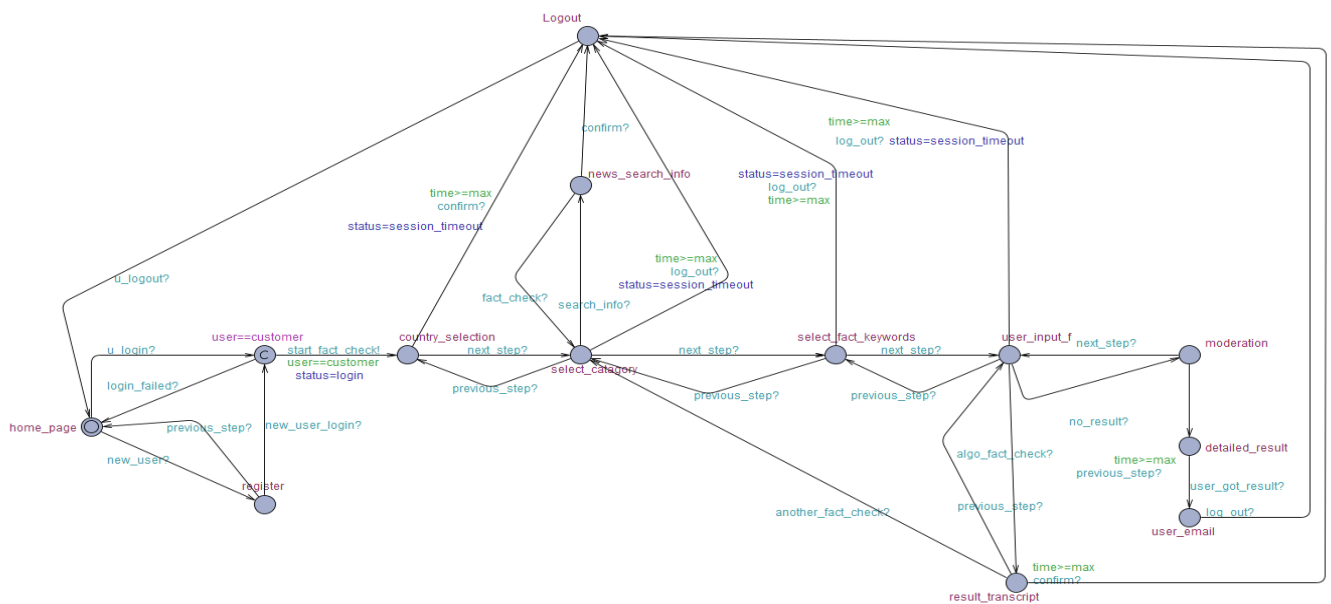 Logout
time>=max
log_out? status=session_timeout
confirm?
news_search_info
status=session_timeout
log_out?
time>=max
time>=max
confirm?
status=session_timeout
time>=max
log_out?
status=session_timeout
u_logout?
fact_check?
search_info?
user==customer
country_selection
select_fact_keywords
user_input_f
moderation
u_login?
start_fact_check!
user==customer
status=login
next_step?
next_step?
next_step?
next_step?
select_catagory
login_failed?
previous_step?
previous_step?
previous_step?
home_page
previous_step?
new_user_login?
no_result?
new_user?
algo_fact_check?
detailed_result
time>=max
previous_step?
register
user_got_result?
another_fact_check?
previous_step?
log_out?
user_email
time>=max
confirm?
result_transcript